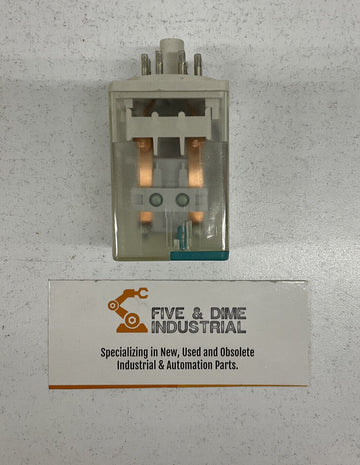 FIVE & DIME
INDUSTRIAL
Specializing in New, Used and Obsolete
Industrial & Automation Parts.